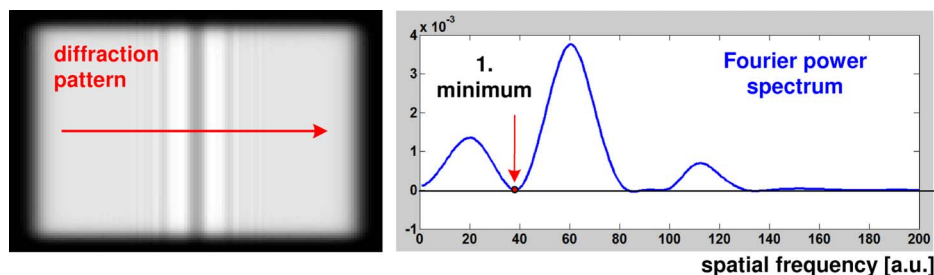 diffraction
pattern
4 x 10^-3
3
2
1
0
-1
1.
minimum
Fourier power
spectrum
0 20 40 60 80 100 120 140 160 180 200
spatial frequency [a.u.]